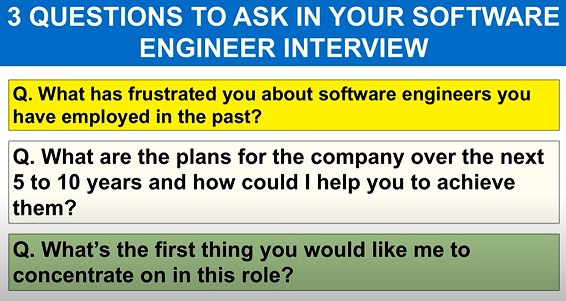 3 QUESTIONS TO ASK IN YOUR SOFTWARE
ENGINEER INTERVIEW
Q. What has frustrated you about software engineers you
have employed in the past?
Q. What are the plans for the company over the next
5 to 10 years and how could I help you to achieve
them?
Q. What's the first thing you would like me to
concentrate on in this role?